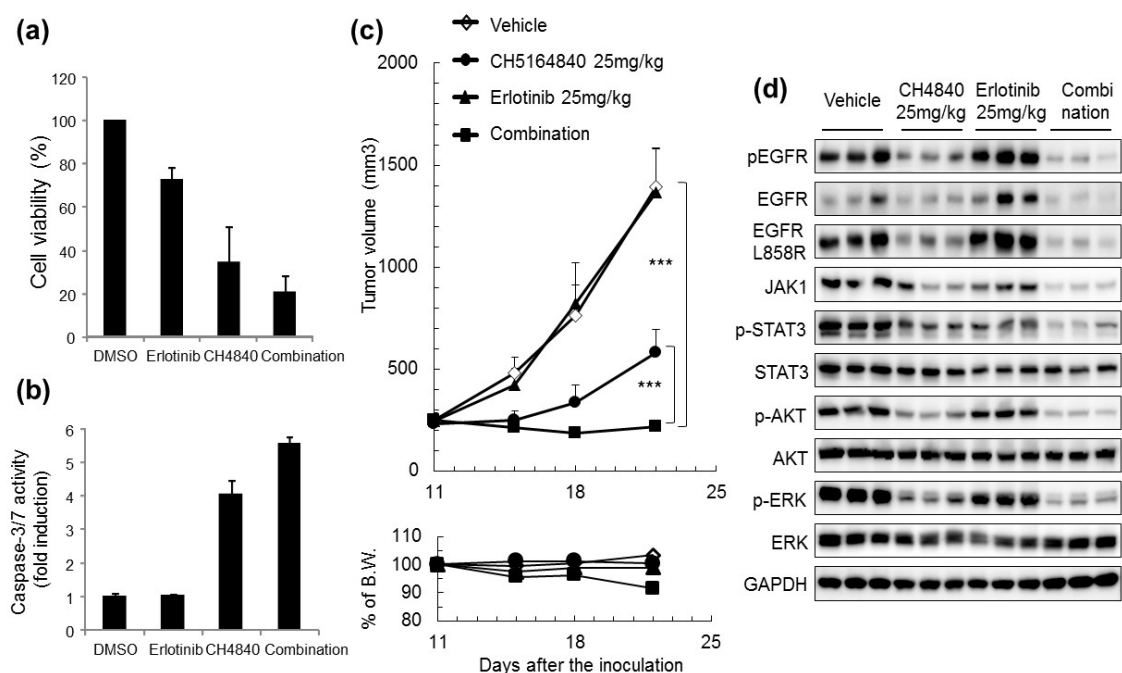 (a)
Cell viability (%)
120
100
80
60
40
20
0
DMSO Erlotinib CH4840 Combination
(b)
Caspase-3/7 activity
(fold induction)
6
5
4
3
2
1
0
DMSO Erlotinib CH4840 Combination
(c)
Vehicle
CH5164840 25mg/kg
Erlotinib 25mg/kg
Combination
Tumor volume (mm3)
2000
1500
1000
500
0
***
***
11 18 25
% of B.W.
110
100
90
80
11 18 25
Days after the inoculation
(d)
Vehicle
CH4840
25mg/kg
Erlotinib
25mg/kg
Combi
nation
pEGFR
EGFR
EGFR
L858R
JAK1
p-STAT3
STAT3
p-AKT
AKT
p-ERK
ERK
GAPDH